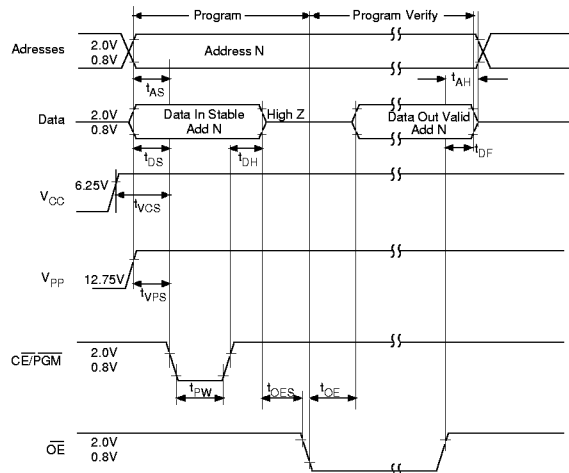 Program Program Verify
Adresses 2.0V 0.8V Address N
tAS tAH
Data 2.0V 0.8V Data In Stable Add N High Z Data Out Valid Add N
tDS tDH tDF
VCC 6.25V
tVCS
VPP 12.75V
tVPS
CE/PGM 2.0V 0.8V
tPW tOES tOE
OE 2.0V 0.8V